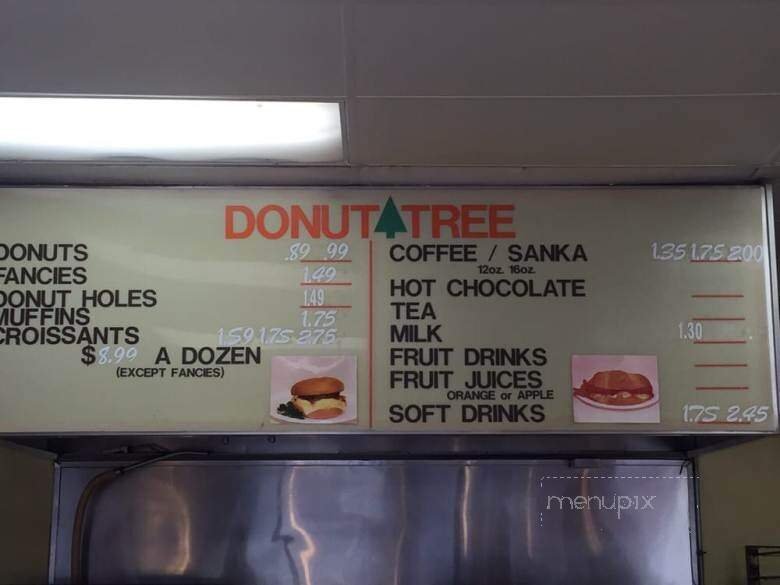 DONUT TREE
DONUTS .89 .99
FANCIES 1.49
DONUT HOLES 1.49
MUFFINS 1.75
CROISSANTS 1.59 1.75 2.75
$8.99 A DOZEN
(EXCEPT FANCIES)
COFFEE / SANKA 1.35 1.75 2.00
12oz. 16oz.
HOT CHOCOLATE
TEA
MILK 1.30
FRUIT DRINKS
FRUIT JUICES
ORANGE or APPLE
SOFT DRINKS 1.75 2.45
menupix